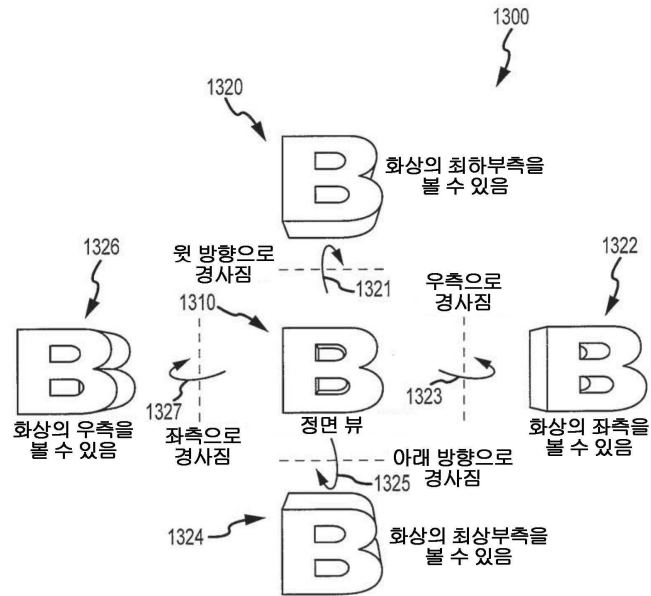 1300
1320
B
화상의 최하부측을
볼 수 있음
1326
윗 방향으로
경사짐
1321
우측으로
경사짐
1322
1310
B
B
B
1327
1323
화상의 우측을
볼 수 있음
좌측으로
경사짐
정면 뷰
화상의 좌측을
볼 수 있음
아래 방향으로
경사짐
1325
1324
B
화상의 최상부측을
볼 수 있음